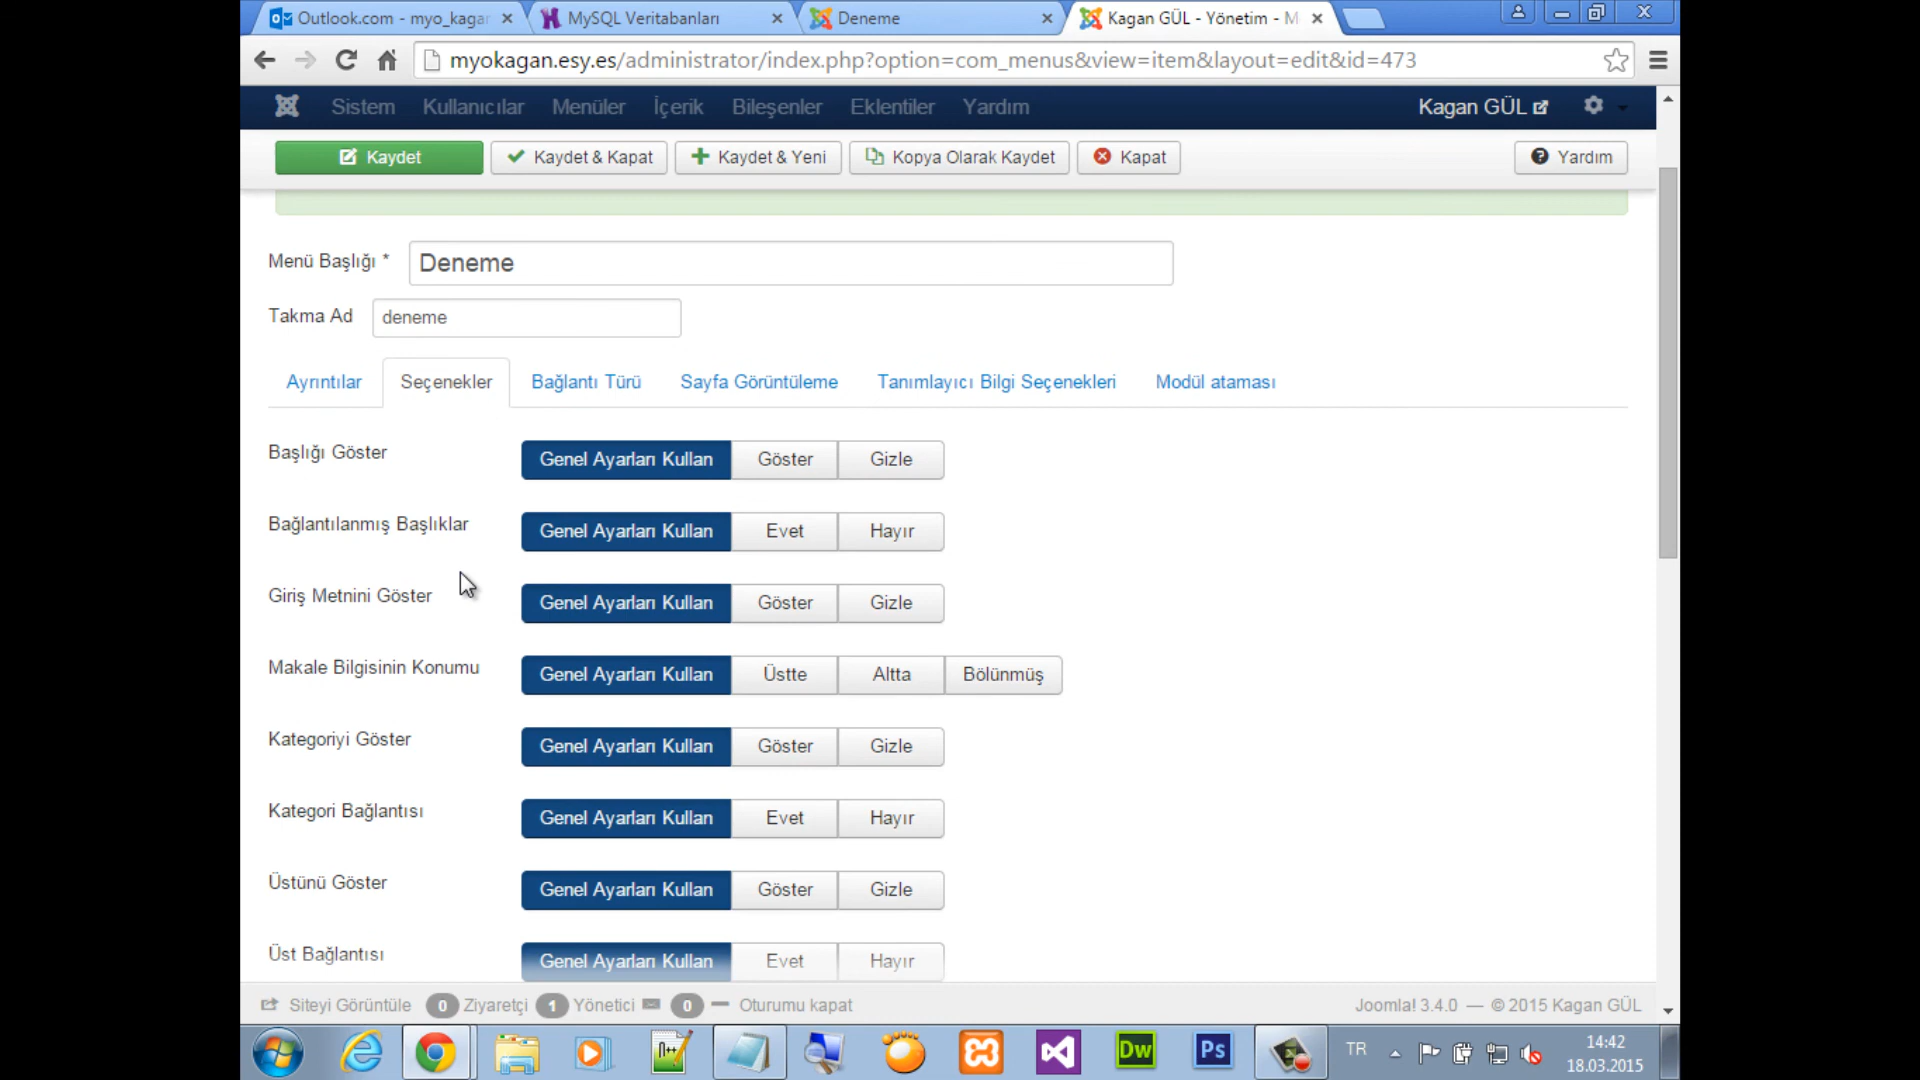 Outlook.com - myo_kagar
MySQL Veritabanları
Deneme
Kagan GÜL - Yönetim - M
myokagan.esy.es/administrator/index.php?option=com_menus&view=item&layout=edit&id=473
Sistem Kullanıcılar Menüler İçerik Bileşenler Eklentiler Yardım Kagan GÜL
Kaydet Kaydet & Kapat Kaydet & Yeni Kopya Olarak Kaydet Kapat Yardım
Menü Başlığı * Deneme
Takma Ad deneme
Ayrıntılar Seçenekler Bağlantı Türü Sayfa Görüntüleme Tanımlayıcı Bilgi Seçenekleri Modül ataması
Başlığı Göster Genel Ayarları Kullan Göster Gizle
Bağlantılanmış Başlıklar Genel Ayarları Kullan Evet Hayır
Giriş Metnini Göster Genel Ayarları Kullan Göster Gizle
Makale Bilgisinin Konumu Genel Ayarları Kullan Üstte Altta Bölünmüş
Kategoriyi Göster Genel Ayarları Kullan Göster Gizle
Kategori Bağlantısı Genel Ayarları Kullan Evet Hayır
Üstünü Göster Genel Ayarları Kullan Göster Gizle
Üst Bağlantısı Genel Ayarları Kullan Evet Hayır
Siteyi Görüntüle 0 Ziyaretçi 1 Yönetici 0 Oturumu kapat Joomla! 3.4.0 — © 2015 Kagan GÜL
N++ Dw Ps TR 14:42
18.03.2015